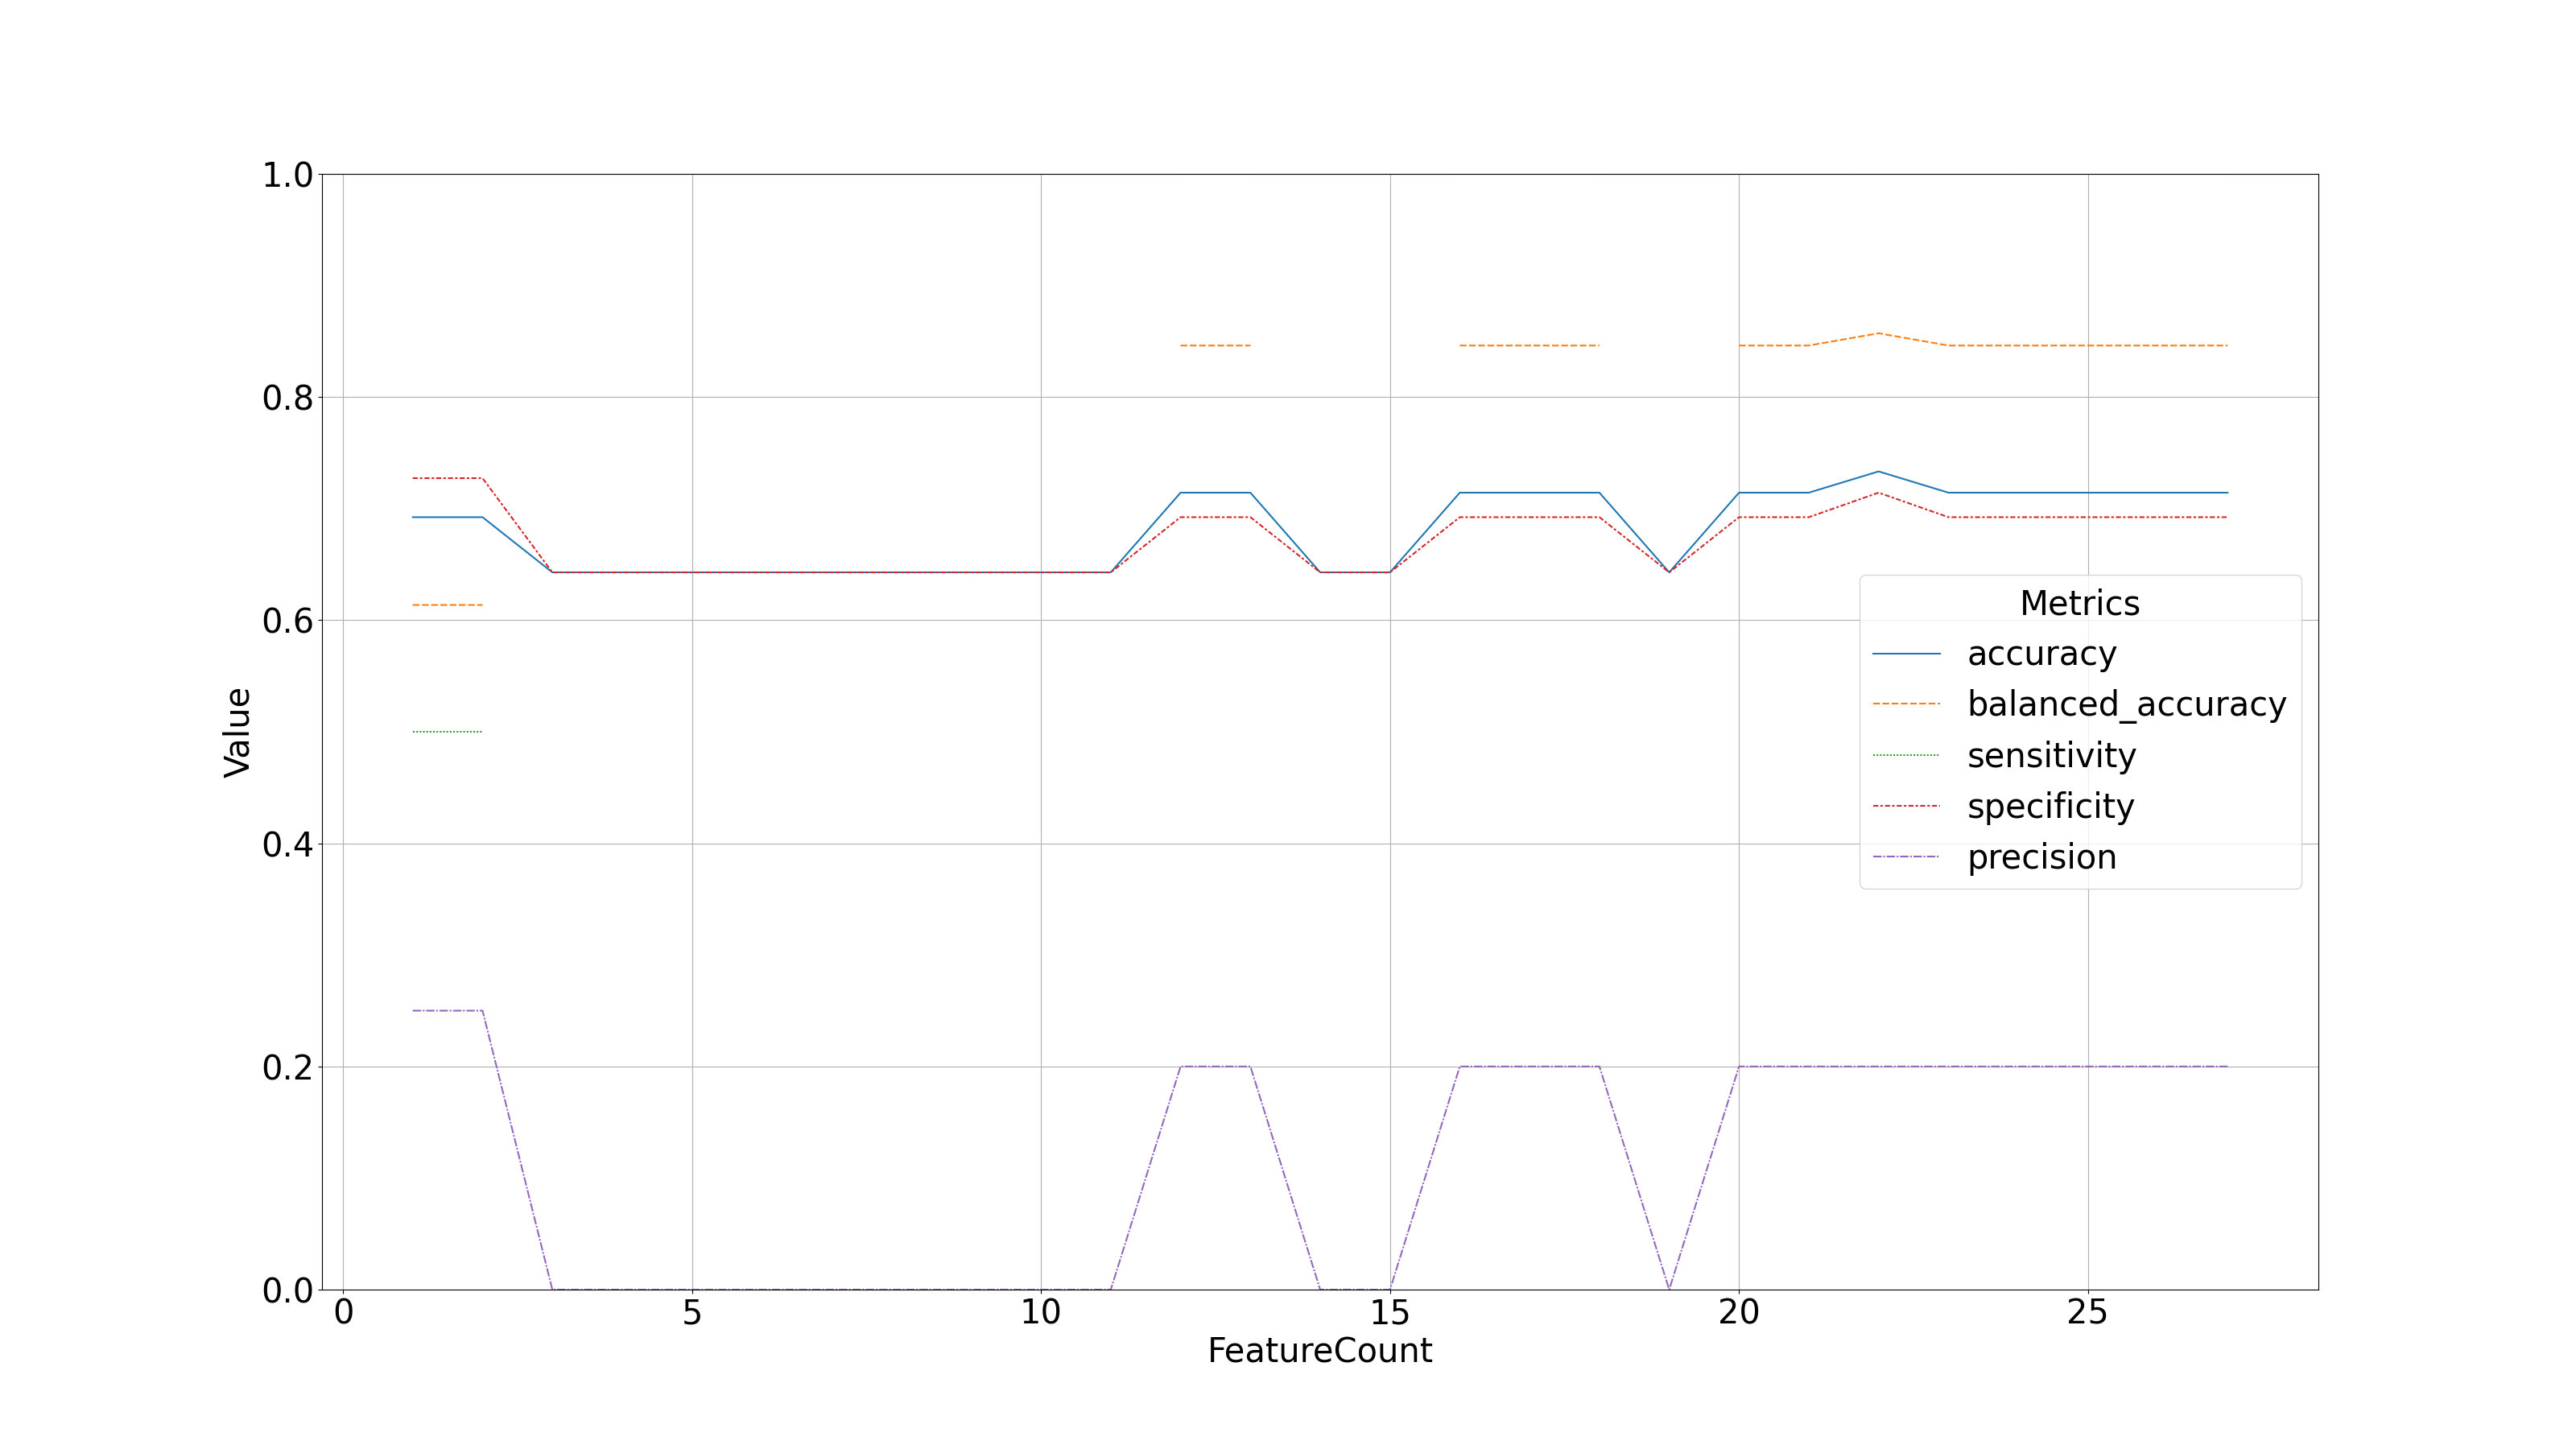 1.0
0.8
0.6
0.4
0.2
0.0
Value
0 5 10 15 20 25
FeatureCount
Metrics
accuracy
balanced_accuracy
sensitivity
specificity
precision